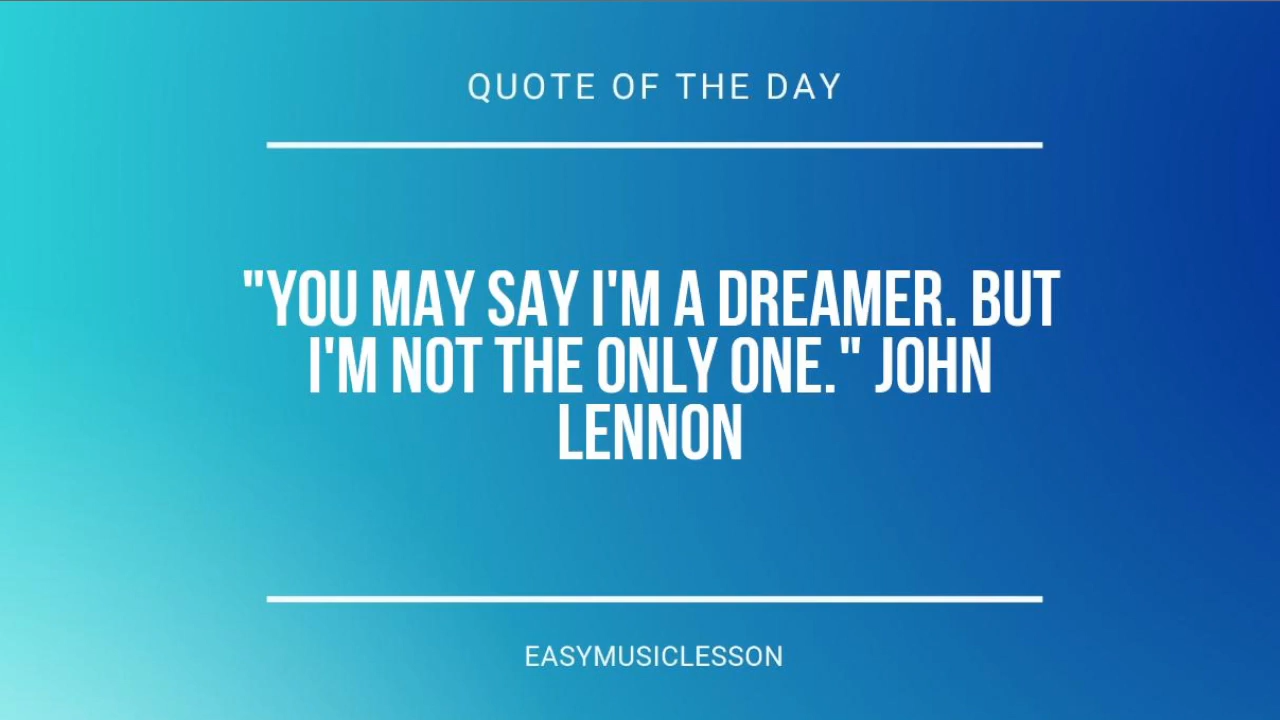 QUOTE OF THE DAY
"YOU MAY SAY I'M A DREAMER. BUT
I'M NOT THE ONLY ONE." JOHN
LENNON
EASYMUSICLESSON